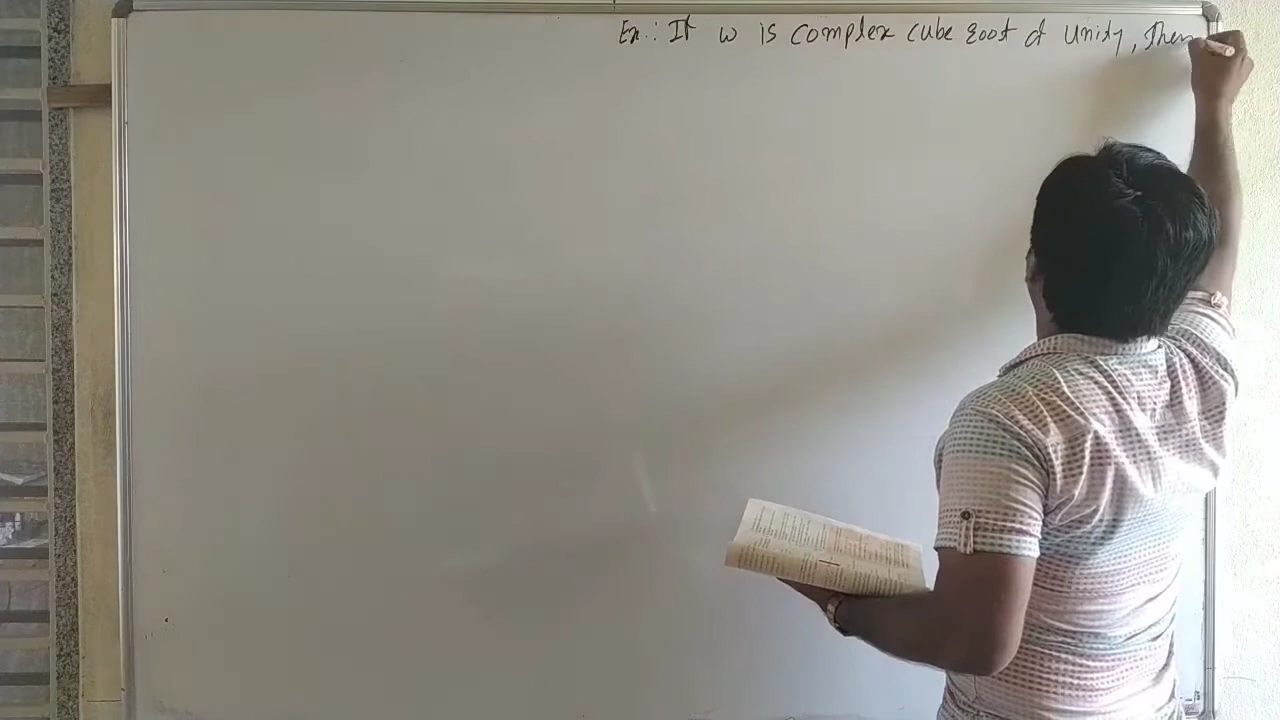 Ex.: If ω is complex cube root of unity, then